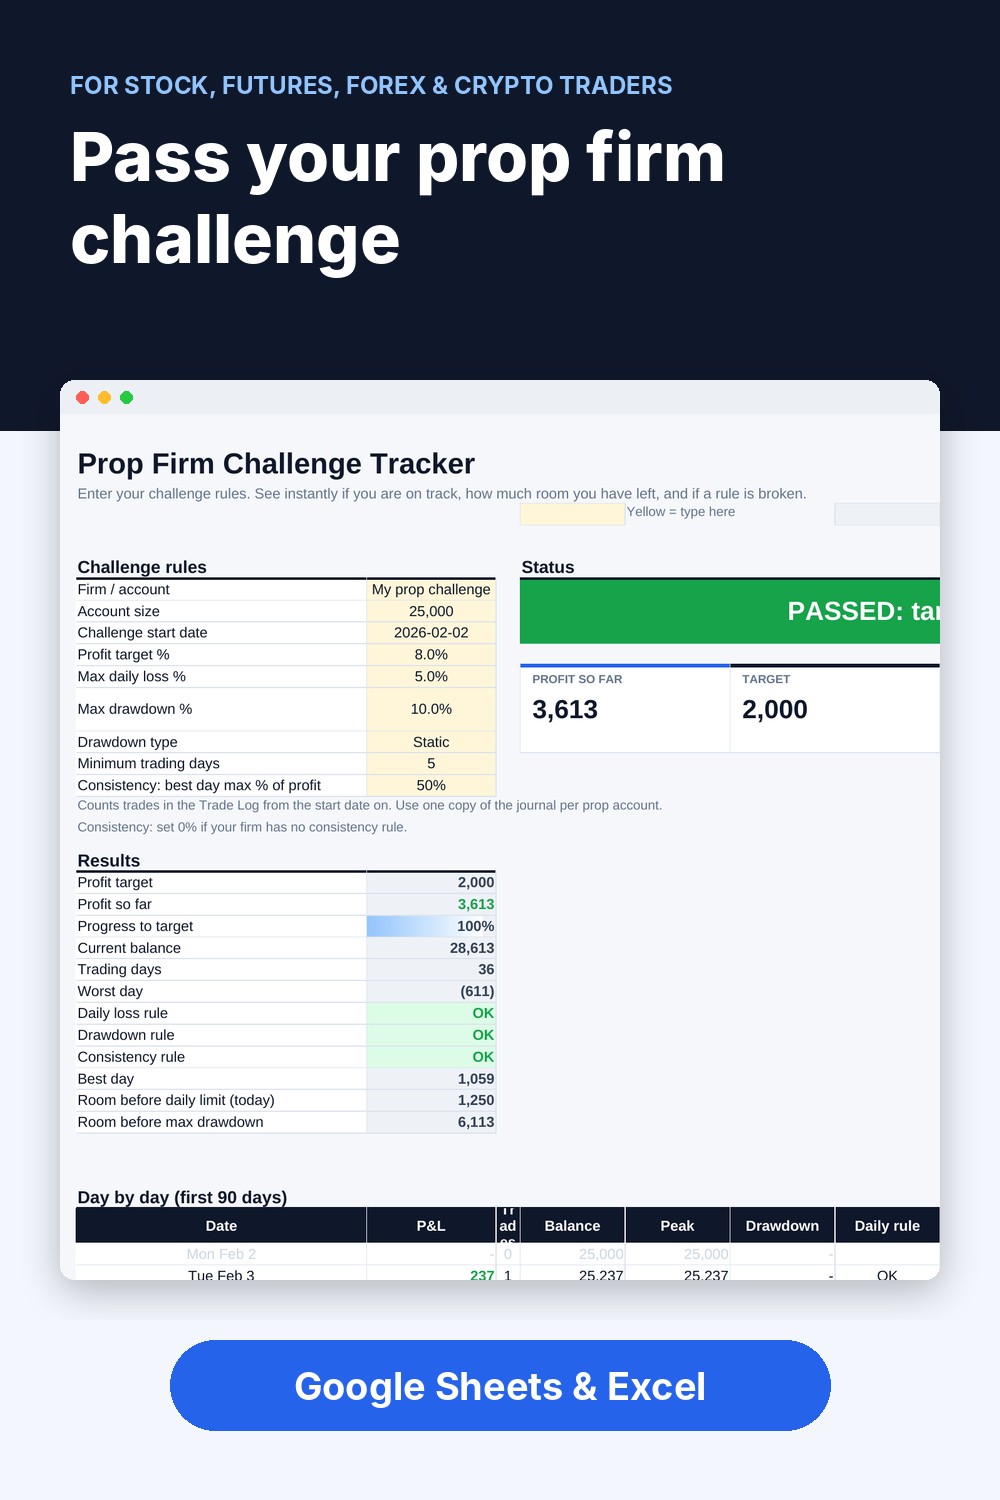 FOR STOCK, FUTURES, FOREX & CRYPTO TRADERS
Pass your prop firm
challenge
Prop Firm Challenge Tracker
Enter your challenge rules. See instantly if you are on track, how much room you have left, and if a rule is broken.
Yellow = type here
Challenge rules
Firm / account My prop challenge
Account size 25,000
Challenge start date 2026-02-02
Profit target % 8.0%
Max daily loss % 5.0%
Max drawdown % 10.0%
Drawdown type Static
Minimum trading days 5
Consistency: best day max % of profit 50%
Counts trades in the Trade Log from the start date on. Use one copy of the journal per prop account.
Consistency: set 0% if your firm has no consistency rule.
Status
PASSED:
PROFIT SO FAR TARGET
3,613 2,000
Results
Profit target 2,000
Profit so far 3,613
Progress to target 100%
Current balance 28,613
Trading days 36
Worst day (611)
Daily loss rule OK
Drawdown rule OK
Consistency rule OK
Best day 1,059
Room before daily limit (today) 1,250
Room before max drawdown 6,113
Day by day (first 90 days)
Date P&L Balance Peak Drawdown Daily rule
Mon Feb 2 - 0 25,000 25,000 -
Tue Feb 3 237 1 25,237 25,237 - OK
Google Sheets & Excel